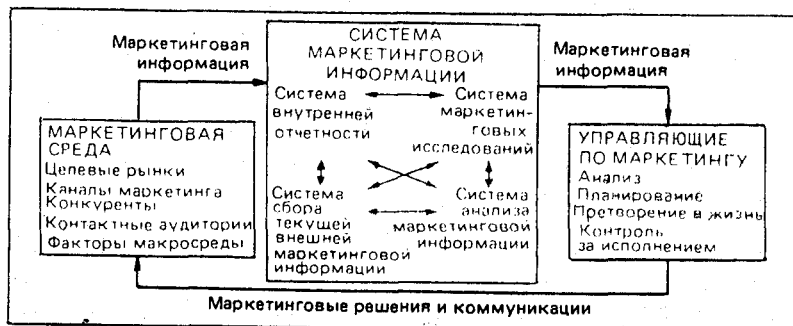 Маркетинговая
информация
СИСТЕМА
МАРКЕТИНГОВОЙ
ИНФОРМАЦИИ
Маркетинговая
информация
МАРКЕТИНГОВАЯ
СРЕДА
Целевые рынки
Каналы маркетинга
Конкуренты
Контактные аудитории
Факторы макросреды
Система
внутренней
отчетности
Система
маркетин-
говых
исследований
Система
сбора
текущей
внешней
маркетинговой
информации
Система
анализа
маркетинговой
информации
УПРАВЛЯЮЩИЕ
ПО МАРКЕТИНГУ
Анализ
Планирование
Претворение в жизнь
Контроль
за исполнением
Маркетинговые решения и коммуникации